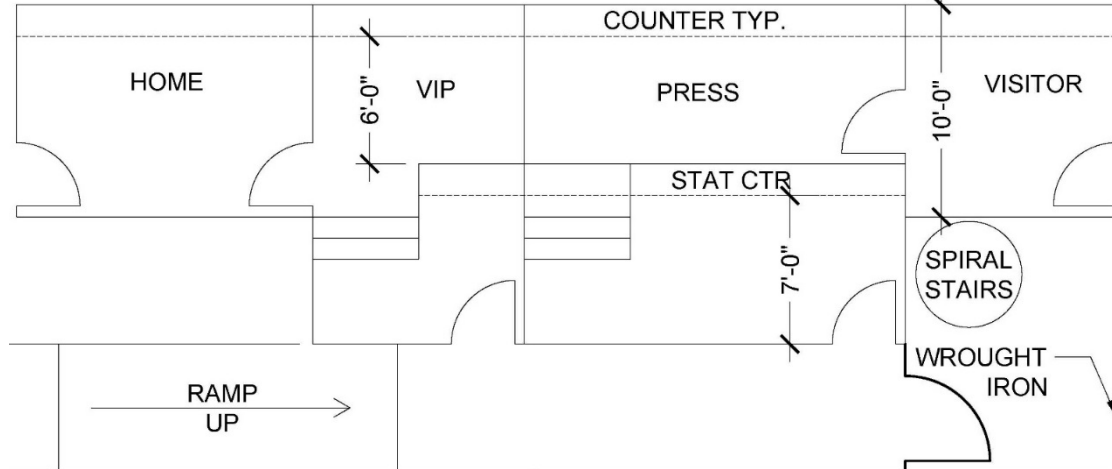 COUNTER TYP.
HOME
VIP
PRESS
VISITOR
6'-0"
10'-0"
STAT CTR
7'-0"
SPIRAL
STAIRS
WROUGHT
IRON
RAMP
UP